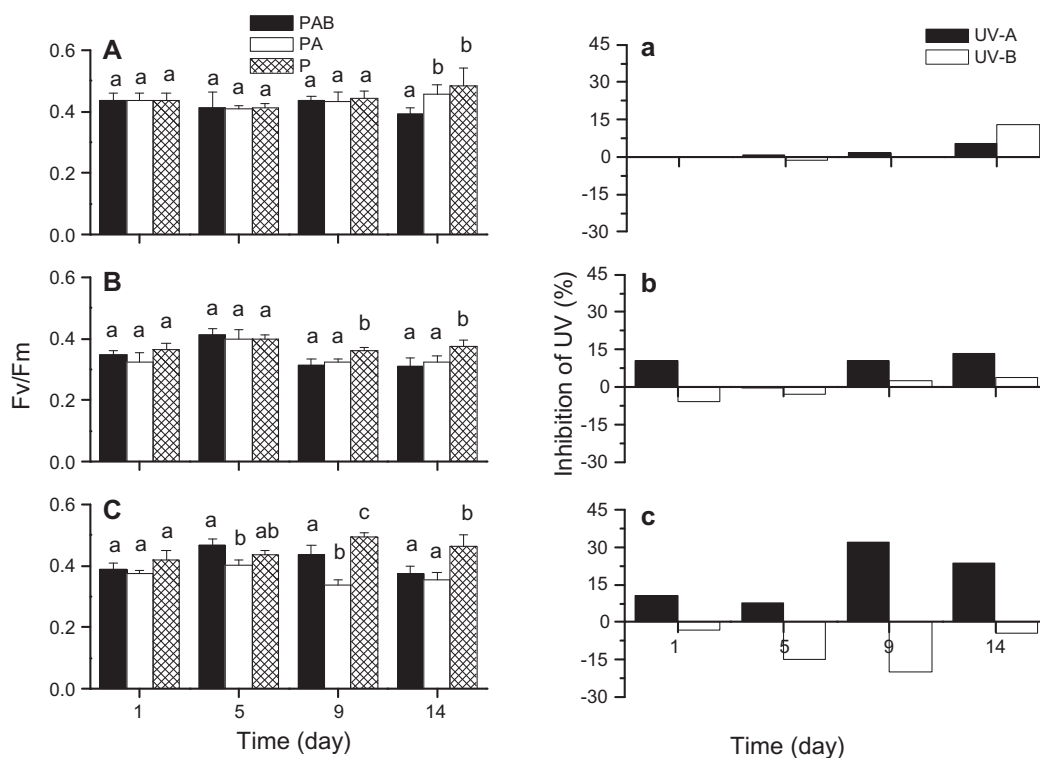 PAB
PA
P
A
0.6
0.4
0.2
0.0
a a a a a a a a a a b b
B
0.6
0.4
0.2
0.0
a a a a a a a a b a a b
C
0.6
0.4
0.2
0.0
a a a a b ab a b c a a b
1 5 9 14
Time (day)
Fv/Fm
UV-A
UV-B
a
45
30
15
0
-15
-30
b
45
30
15
0
-15
-30
c
45
30
15
0
-15
-30
1 5 9 14
Time (day)
Inhibition of UV (%)